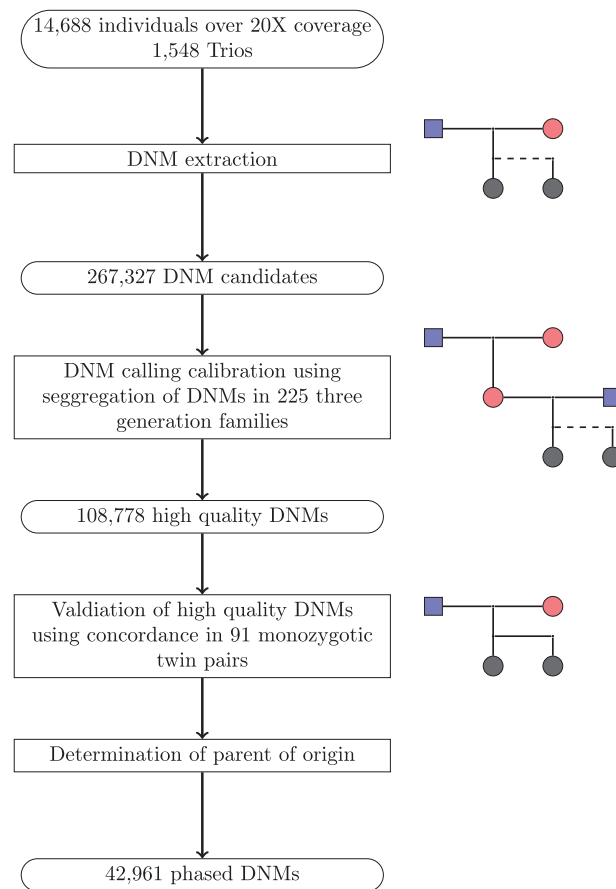 14,688 individuals over 20X coverage
1,548 Trios
DNM extraction
267,327 DNM candidates
DNM calling calibration using
seggregation of DNMs in 225 three
generation families
108,778 high quality DNMs
Valdiation of high quality DNMs
using concordance in 91 monozygotic
twin pairs
Determination of parent of origin
42,961 phased DNMs